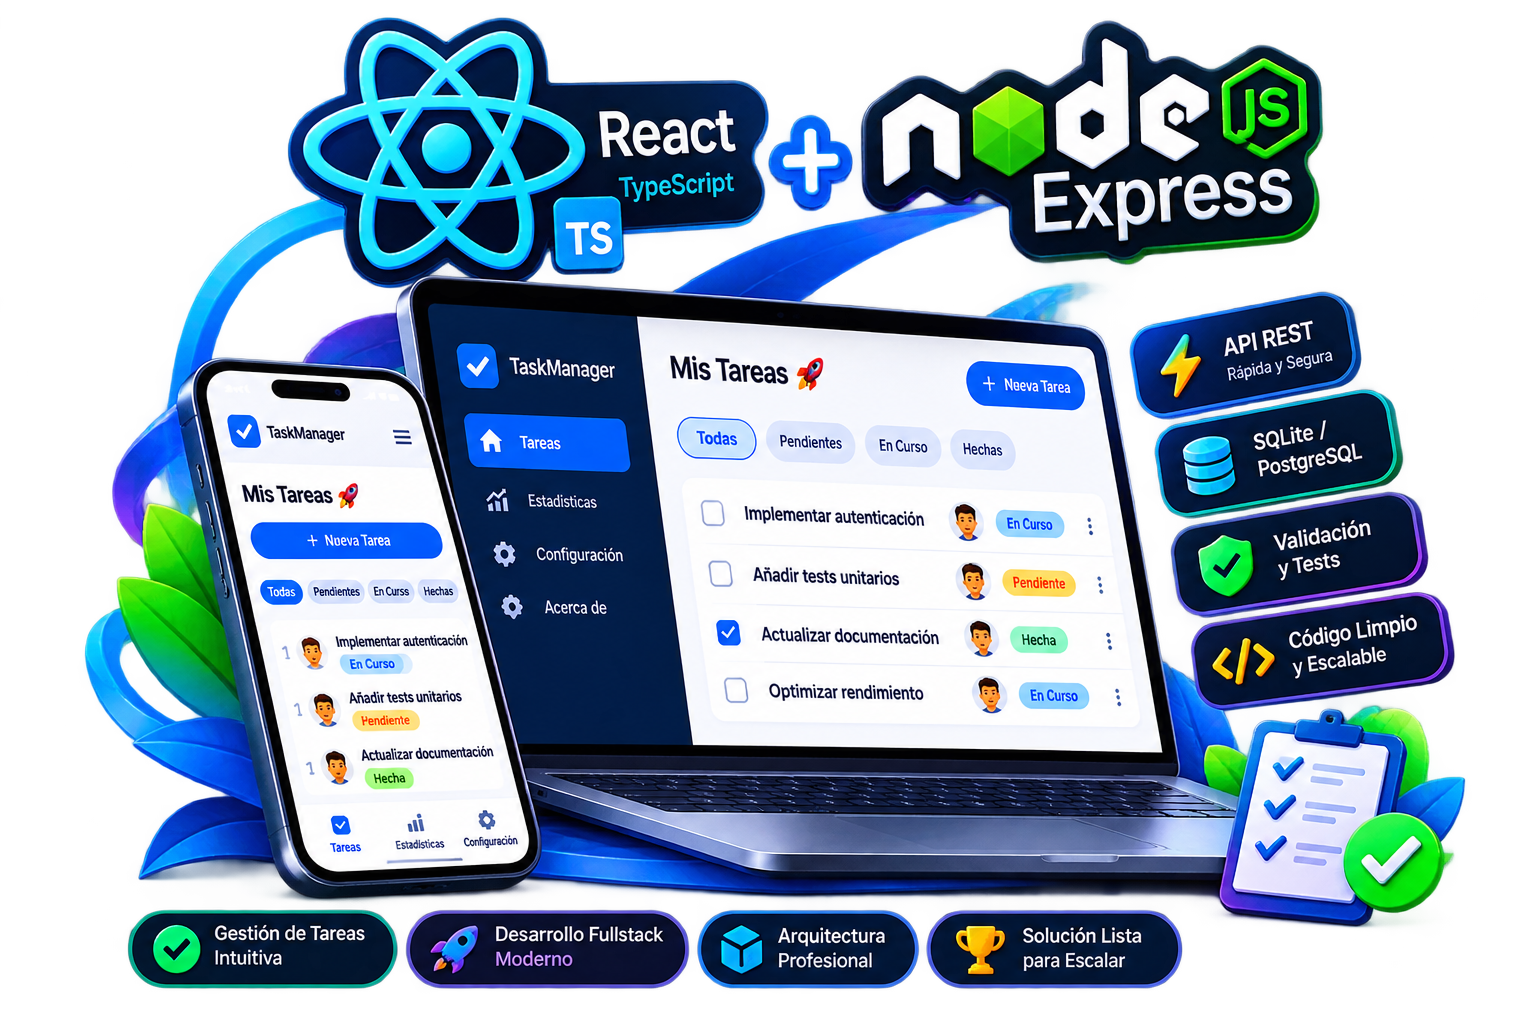 React
TypeScript
TS
node
JS
Express
TaskManager
Tareas
Estadísticas
Configuración
Acerca de
Mis Tareas
+ Nueva Tarea
Todas
Pendientes
En Curso
Hechas
Implementar autenticación
En Curso
Añadir tests unitarios
Pendiente
Actualizar documentación
Hecha
Optimizar rendimiento
En Curso
TaskManager
Mis Tareas
+ Nueva Tarea
Todas
Pendientes
En Curss
Hechas
1
Implementar autenticación
En Curso
1
Añadir tests unitarios
Pendiente
1
Actualizar documentación
Hecha
Tareas
Estadísticas
Configuración
API REST
Rápida y Segura
SQLite /
PostgreSQL
Validación
y Tests
</>
Código Limpio
y Escalable
Gestión de Tareas
Intuitiva
Desarrollo Fullstack
Moderno
Arquitectura
Profesional
Solución Lista
para Escalar